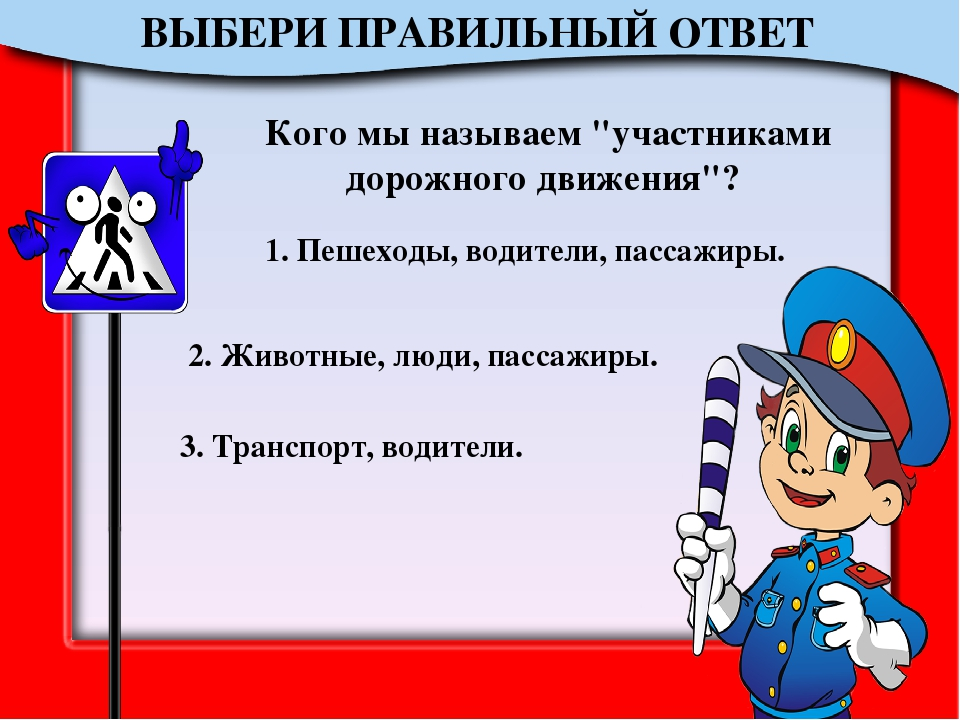 ВЫБЕРИ ПРАВИЛЬНЫЙ ОТВЕТ
Кого мы называем "участниками
дорожного движения"?
1. Пешеходы, водители, пассажиры.
2. Животные, люди, пассажиры.
3. Транспорт, водители.